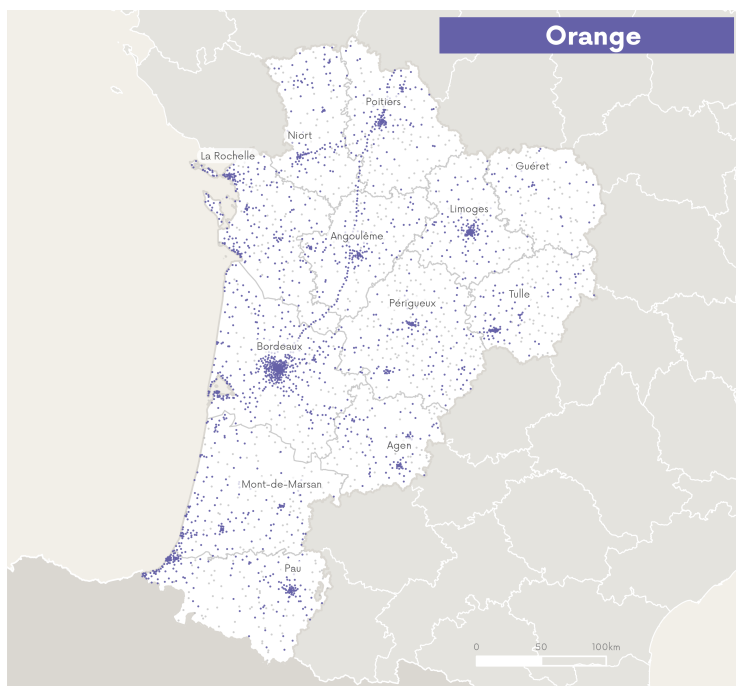 Orange
Poitiers
Niort
La Rochelle
Guéret
Limoges
Angoulême
Tulle
Périgueux
Bordeaux
Agen
Mont-de-Marsan
Pau
0 50 100km